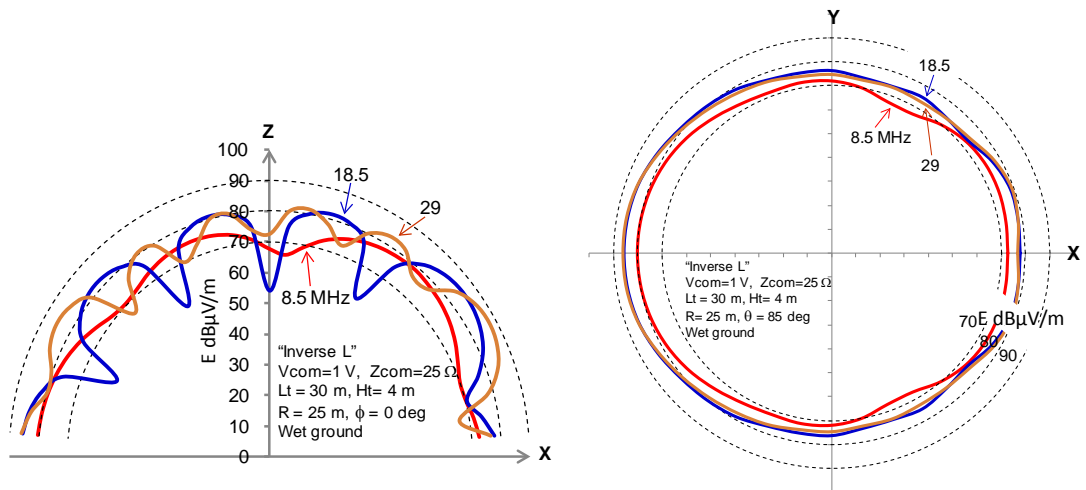 Z
100
90
80
70
60
50
40
30
20
10
0
E dBµV/m
18.5
29
8.5 MHz
“Inverse L”
Vcom=1 V, Zcom=25 Ω
Lt = 30 m, Ht= 4 m
R = 25 m, ϕ = 0 deg
Wet ground
X
Y
18.5
8.5 MHz
29
X
“Inverse L”
Vcom=1 V, Zcom=25 Ω
Lt = 30 m, Ht= 4 m
R= 25 m, θ = 85 deg
Wet ground
70
E dBµV/m
80
90